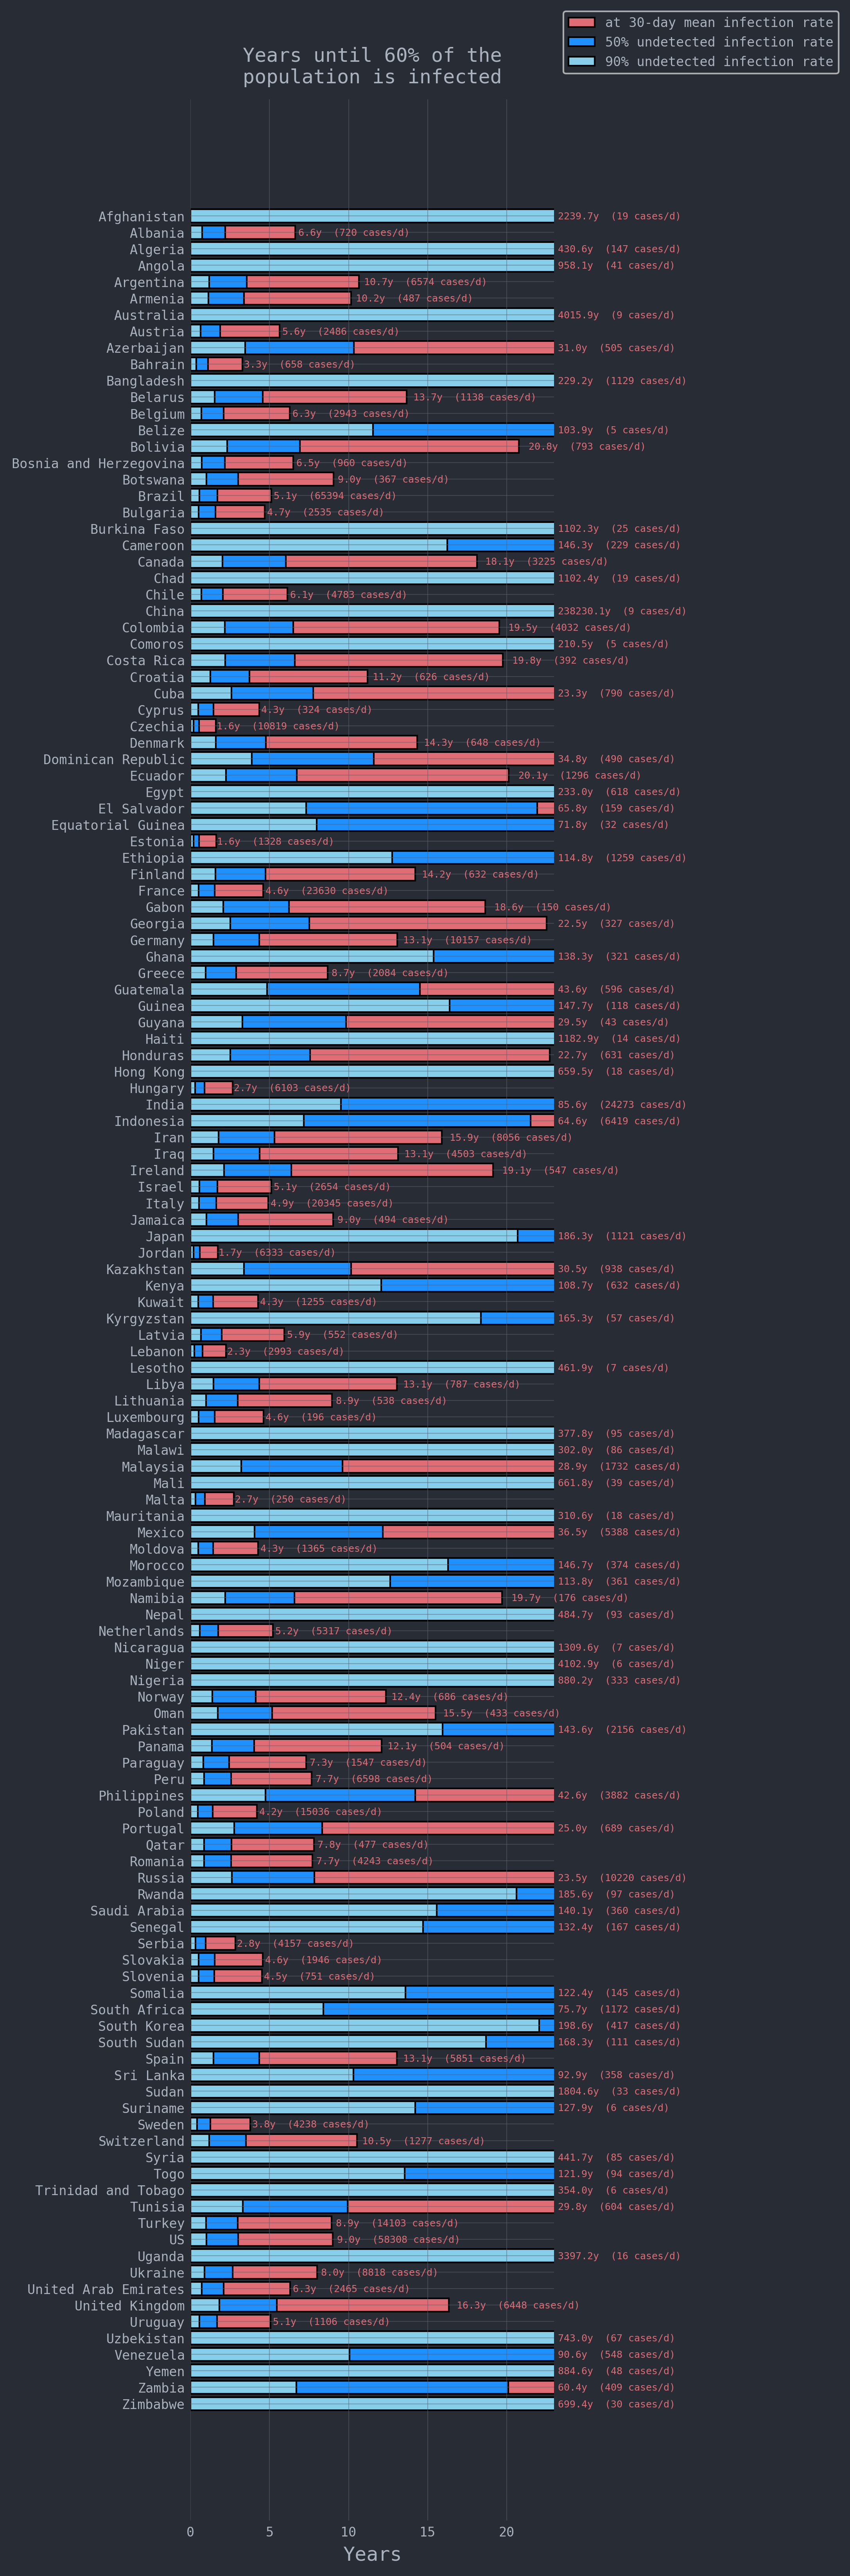 at 30-day mean infection rate
50% undetected infection rate
90% undetected infection rate
Years until 60% of the
population is infected
Afghanistan 2239.7y (19 cases/d)
Albania 6.6y (720 cases/d)
Algeria 430.6y (147 cases/d)
Angola 958.1y (41 cases/d)
Argentina 10.7y (6574 cases/d)
Armenia 10.2y (487 cases/d)
Australia 4015.9y (9 cases/d)
Austria 5.6y (2486 cases/d)
Azerbaijan 31.0y (505 cases/d)
Bahrain 3.3y (658 cases/d)
Bangladesh 229.2y (1129 cases/d)
Belarus 13.7y (1138 cases/d)
Belgium 6.3y (2943 cases/d)
Belize 103.9y (5 cases/d)
Bolivia 20.8y (793 cases/d)
Bosnia and Herzegovina 6.5y (960 cases/d)
Botswana 9.0y (367 cases/d)
Brazil 5.1y (65394 cases/d)
Bulgaria 4.7y (2535 cases/d)
Burkina Faso 1102.3y (25 cases/d)
Cameroon 146.3y (229 cases/d)
Canada 18.1y (3225 cases/d)
Chad 1102.4y (19 cases/d)
Chile 6.1y (4783 cases/d)
China 238230.1y (9 cases/d)
Colombia 19.5y (4032 cases/d)
Comoros 210.5y (5 cases/d)
Costa Rica 19.8y (392 cases/d)
Croatia 11.2y (626 cases/d)
Cuba 23.3y (790 cases/d)
Cyprus 4.3y (324 cases/d)
Czechia 1.6y (10819 cases/d)
Denmark 14.3y (648 cases/d)
Dominican Republic 34.8y (490 cases/d)
Ecuador 20.1y (1296 cases/d)
Egypt 233.0y (618 cases/d)
El Salvador 65.8y (159 cases/d)
Equatorial Guinea 71.8y (32 cases/d)
Estonia 1.6y (1328 cases/d)
Ethiopia 114.8y (1259 cases/d)
Finland 14.2y (632 cases/d)
France 4.6y (23630 cases/d)
Gabon 18.6y (150 cases/d)
Georgia 22.5y (327 cases/d)
Germany 13.1y (10157 cases/d)
Ghana 138.3y (321 cases/d)
Greece 8.7y (2084 cases/d)
Guatemala 43.6y (596 cases/d)
Guinea 147.7y (118 cases/d)
Guyana 29.5y (43 cases/d)
Haiti 1182.9y (14 cases/d)
Honduras 22.7y (631 cases/d)
Hong Kong 659.5y (18 cases/d)
Hungary 2.7y (6103 cases/d)
India 85.6y (24273 cases/d)
Indonesia 64.6y (6419 cases/d)
Iran 15.9y (8056 cases/d)
Iraq 13.1y (4503 cases/d)
Ireland 19.1y (547 cases/d)
Israel 5.1y (2654 cases/d)
Italy 4.9y (20345 cases/d)
Jamaica 9.0y (494 cases/d)
Japan 186.3y (1121 cases/d)
Jordan 1.7y (6333 cases/d)
Kazakhstan 30.5y (938 cases/d)
Kenya 108.7y (632 cases/d)
Kuwait 4.3y (1255 cases/d)
Kyrgyzstan 165.3y (57 cases/d)
Latvia 5.9y (552 cases/d)
Lebanon 2.3y (2993 cases/d)
Lesotho 461.9y (7 cases/d)
Libya 13.1y (787 cases/d)
Lithuania 8.9y (538 cases/d)
Luxembourg 4.6y (196 cases/d)
Madagascar 377.8y (95 cases/d)
Malawi 302.0y (86 cases/d)
Malaysia 28.9y (1732 cases/d)
Mali 661.8y (39 cases/d)
Malta 2.7y (250 cases/d)
Mauritania 310.6y (18 cases/d)
Mexico 36.5y (5388 cases/d)
Moldova 4.3y (1365 cases/d)
Morocco 146.7y (374 cases/d)
Mozambique 113.8y (361 cases/d)
Namibia 19.7y (176 cases/d)
Nepal 484.7y (93 cases/d)
Netherlands 5.2y (5317 cases/d)
Nicaragua 1309.6y (7 cases/d)
Niger 4102.9y (6 cases/d)
Nigeria 880.2y (333 cases/d)
Norway 12.4y (686 cases/d)
Oman 15.5y (433 cases/d)
Pakistan 143.6y (2156 cases/d)
Panama 12.1y (504 cases/d)
Paraguay 7.3y (1547 cases/d)
Peru 7.7y (6598 cases/d)
Philippines 42.6y (3882 cases/d)
Poland 4.2y (15036 cases/d)
Portugal 25.0y (689 cases/d)
Qatar 7.8y (477 cases/d)
Romania 7.7y (4243 cases/d)
Russia 23.5y (10220 cases/d)
Rwanda 185.6y (97 cases/d)
Saudi Arabia 140.1y (360 cases/d)
Senegal 132.4y (167 cases/d)
Serbia 2.8y (4157 cases/d)
Slovakia 4.6y (1946 cases/d)
Slovenia 4.5y (751 cases/d)
Somalia 122.4y (145 cases/d)
South Africa 75.7y (1172 cases/d)
South Korea 198.6y (417 cases/d)
South Sudan 168.3y (111 cases/d)
Spain 13.1y (5851 cases/d)
Sri Lanka 92.9y (358 cases/d)
Sudan 1804.6y (33 cases/d)
Suriname 127.9y (6 cases/d)
Sweden 3.8y (4238 cases/d)
Switzerland 10.5y (1277 cases/d)
Syria 441.7y (85 cases/d)
Togo 121.9y (94 cases/d)
Trinidad and Tobago 354.0y (6 cases/d)
Tunisia 29.8y (604 cases/d)
Turkey 8.9y (14103 cases/d)
US 9.0y (58308 cases/d)
Uganda 3397.2y (16 cases/d)
Ukraine 8.0y (8818 cases/d)
United Arab Emirates 6.3y (2465 cases/d)
United Kingdom 16.3y (6448 cases/d)
Uruguay 5.1y (1106 cases/d)
Uzbekistan 743.0y (67 cases/d)
Venezuela 90.6y (548 cases/d)
Yemen 884.6y (48 cases/d)
Zambia 60.4y (409 cases/d)
Zimbabwe 699.4y (30 cases/d)
0 5 10 15 20
Years